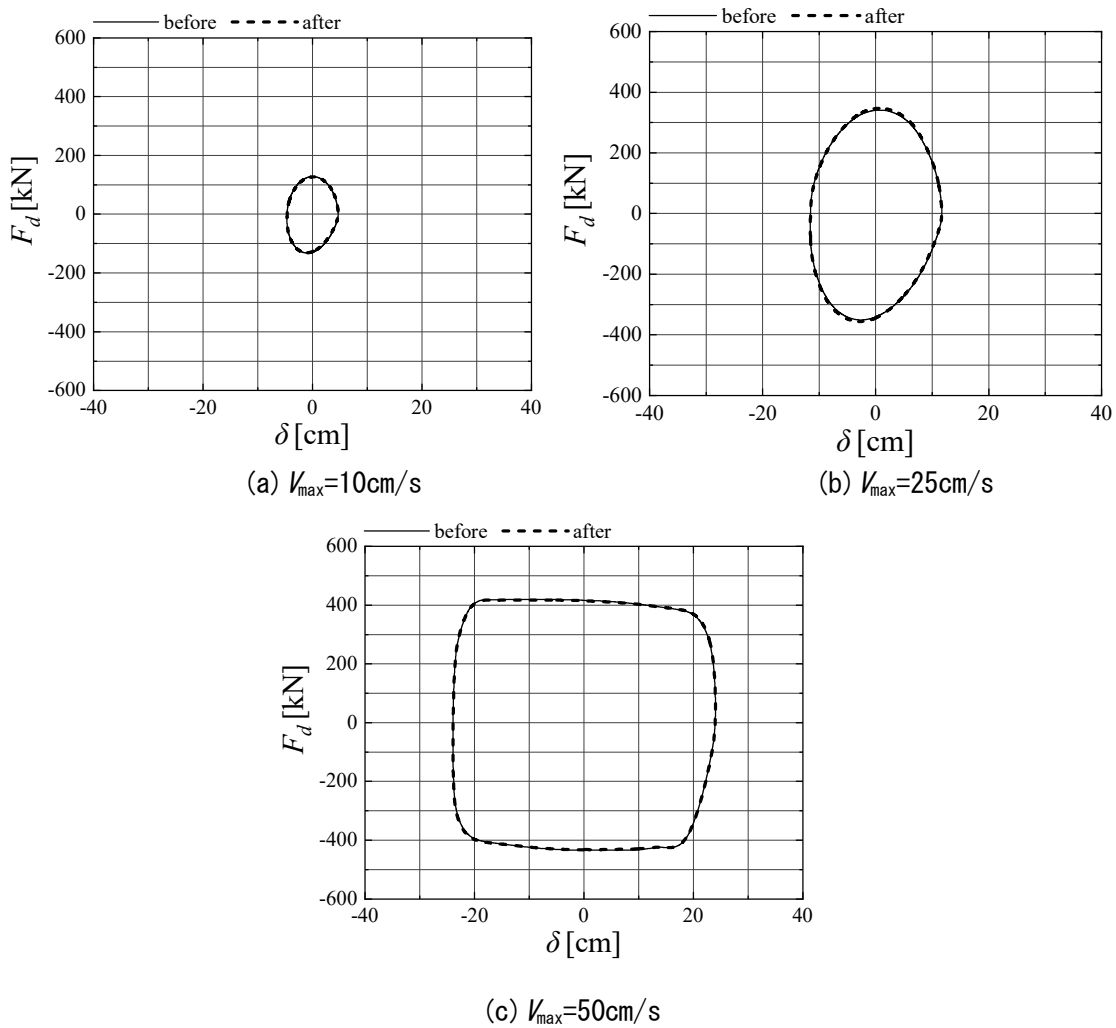 before after
600
400
200
0
-200
-400
-600
-40 -20 0 20 40
F_d [kN]
δ [cm]
(a) V_max=10cm/s
before after
600
400
200
0
-200
-400
-600
-40 -20 0 20 40
F_d [kN]
δ [cm]
(b) V_max=25cm/s
before after
600
400
200
0
-200
-400
-600
-40 -20 0 20 40
F_d [kN]
δ [cm]
(c) V_max=50cm/s